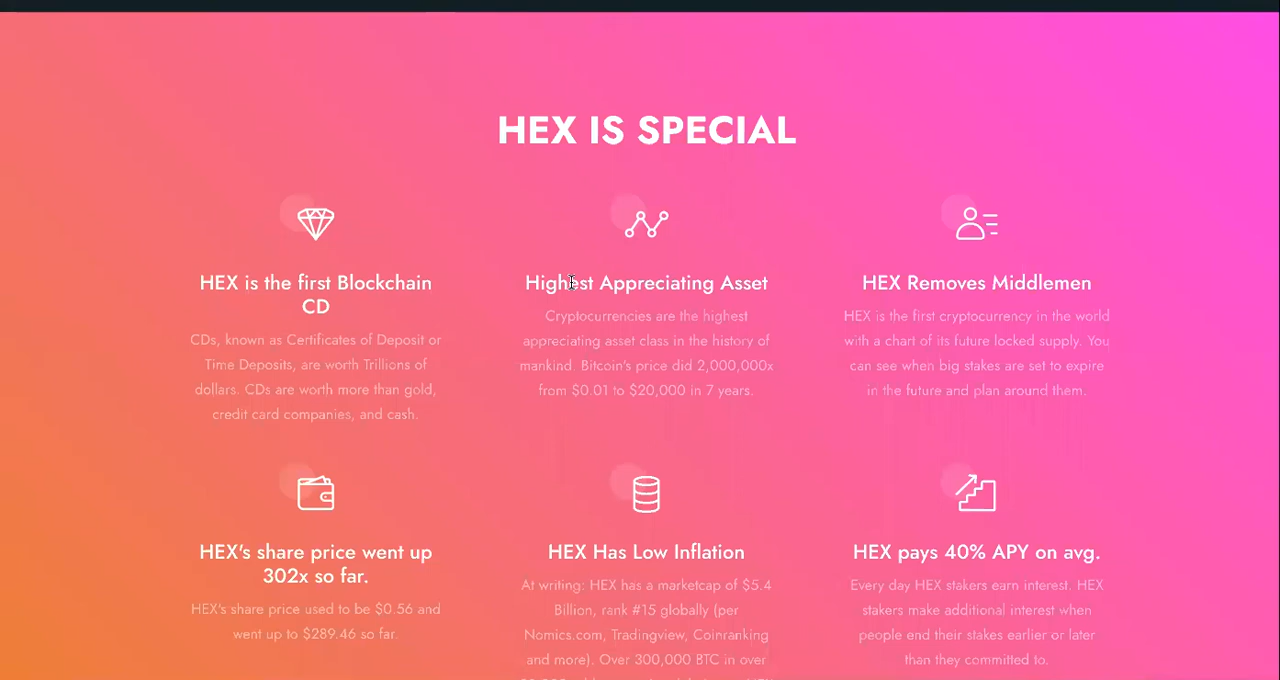 HEX IS SPECIAL
HEX is the first Blockchain
CD
CDs, known as Certificates of Deposit or
Time Deposits, are worth Trillions of
dollars. CDs are worth more than gold,
credit card companies, and cash.
Highest Appreciating Asset
Cryptocurrencies are the highest
appreciating asset class in the history of
mankind. Bitcoin's price did 2,000,000x
from $0.01 to $20,000 in 7 years.
HEX Removes Middlemen
HEX is the first cryptocurrency in the world
with a chart of its future locked supply. You
can see when big stakes are set to expire
in the future and plan around them.
HEX's share price went up
302x so far.
HEX's share price used to be $0.56 and
went up to $289.46 so far.
HEX Has Low Inflation
At writing: HEX has a marketcap of $5.4
Billion, rank #15 globally (per
Nomics.com, Tradingview, Coinranking
and more). Over 300,000 BTC in over
HEX pays 40% APY on avg.
Every day HEX stakers earn interest. HEX
stakers make additional interest when
people end their stakes earlier or later
than they committed to.